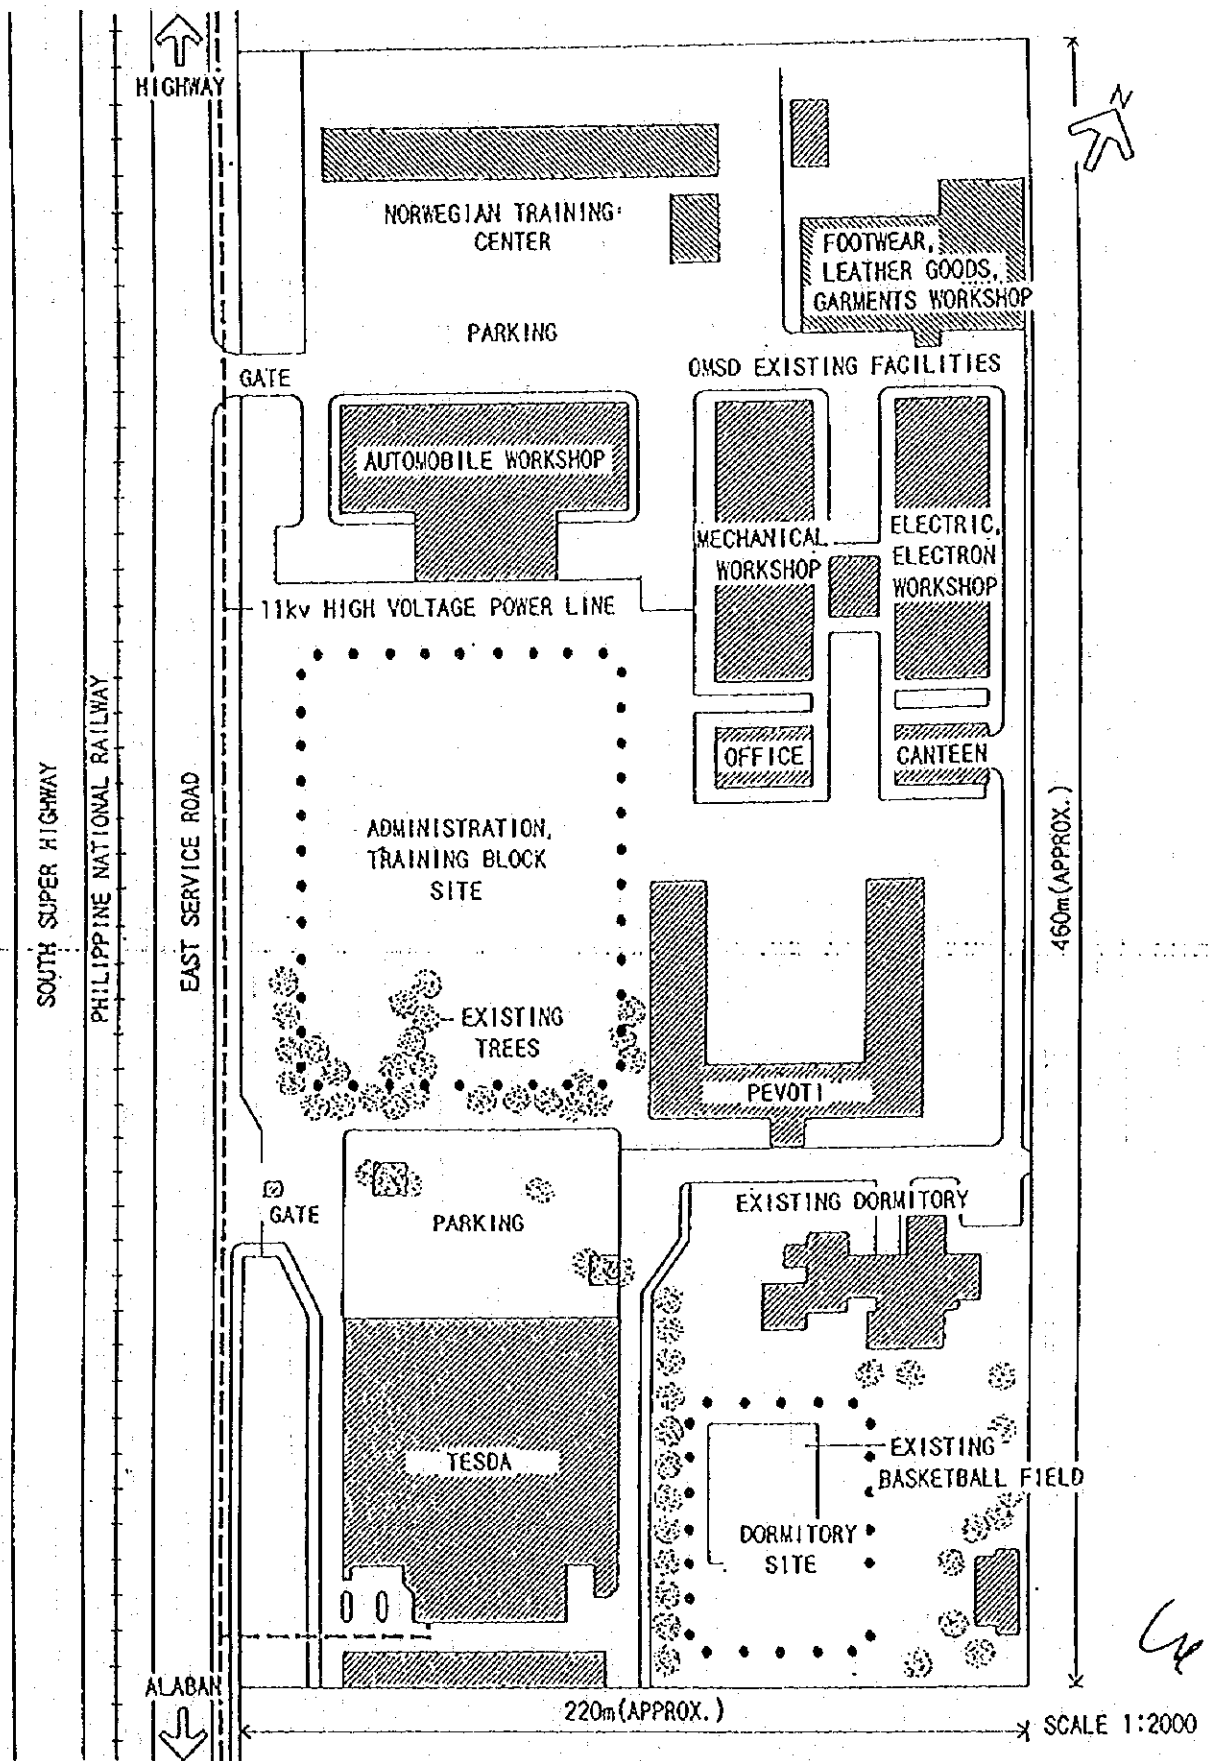 HIGHWAY
N
NORWEGIAN TRAINING
CENTER
FOOTWEAR,
LEATHER GOODS,
GARMENTS WORKSHOP
PARKING
OMSD EXISTING FACILITIES
GATE
AUTOMOBILE WORKSHOP
MECHANICAL
WORKSHOP
ELECTRIC,
ELECTRON
WORKSHOP
11kv HIGH VOLTAGE POWER LINE
OFFICE
CANTEEN
SOUTH SUPER HIGHWAY
PHILIPPINE NATIONAL RAILWAY
EAST SERVICE ROAD
ADMINISTRATION,
TRAINING BLOCK
SITE
460m(APPROX.)
EXISTING
TREES
PEVOTI
GATE
PARKING
EXISTING DORMITORY
TESDA
EXISTING
BASKETBALL FIELD
DORMITORY
SITE
ALABAN
220m(APPROX.)
SCALE 1:2000